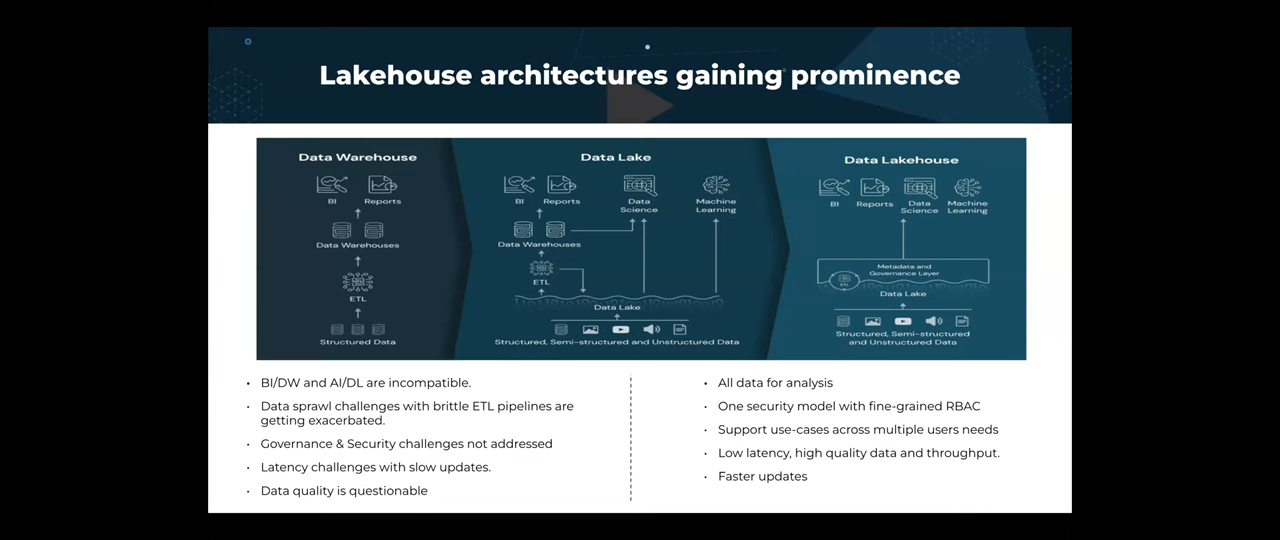 Lakehouse architectures gaining prominence
Data Warehouse
BI
Reports
Data Warehouses
ETL
Structured Data
Data Lake
BI
Reports
Data
Science
Machine
Learning
Data Warehouses
ETL
Data Lake
Structured, Semi-structured and Unstructured Data
Data Lakehouse
BI
Reports
Data
Science
Machine
Learning
Metadata and
Governance Layer
ETL
Data Lake
Structured, Semi-structured
and Unstructured Data
• BI/DW and AI/DL are incompatible.
• Data sprawl challenges with brittle ETL pipelines are
getting exacerbated.
• Governance & Security challenges not addressed
• Latency challenges with slow updates.
• Data quality is questionable
• All data for analysis
• One security model with fine-grained RBAC
• Support use-cases across multiple users needs
• Low latency, high quality data and throughput.
• Faster updates